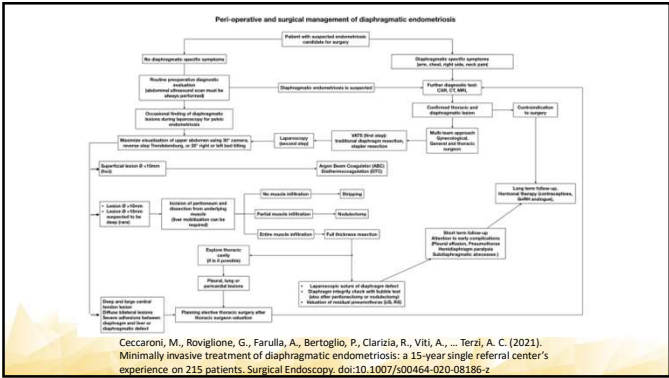 Peri-operative and surgical management of diaphragmatic endometriosis
Patient with suspected endometriosis
candidate for surgery
No diaphragmatic specific symptoms
Diaphragmatic specific symptoms
(arm, chest, right side, neck pain)
Routine preoperative diagnostic
evaluation
(abdominal ultrasound scan must be
always performed)
Diaphragmatic endometriosis is suspected
Further diagnostic test:
CXR, CT, MRI,
Occasional finding of diaphragmatic
lesions during laparoscopy for pelvic
endometriosis
Confirmed thoracic and
diaphragmatic lesion
Contraindication
to surgery
Maximize visualization of upper abdomen using 30° camera,
reverse step Trendelenburg, or 30° right or left bed-tilting
Laparoscopy
(second step)
VATS (first step):
traditional diaphragm resection,
stapler resection
Multi-team approach
Gynecological,
General and thoracic
surgeon
Superficial lesion Ø <10mm
(foci)
Argon Beam Coagulator (ABC)
Diathermocoagulation (DTC)
Long term follow-up,
Hormonal therapy (contraceptives,
GnRH analogue),
• Lesion Ø >10mm
• Lesion Ø <10mm
suspected to be
deep (rare)
Incision of peritoneum and
dissection from underlying
muscle
(liver mobilization can be
required)
No muscle infiltration
Stripping
Partial muscle infiltration
Nodulectomy
Entire muscle infiltration
Full thickness resection
Short term follow-up
Attention to early complications
(Pleural effusion, Pneumothorax
Hemidiaphragm paralysis
Subdiaphragmatic abscesses )
Explore thoracic
cavity
(if is it possible)
Pleural, lung or
pericardial lesions
• Laparoscopic suture of diaphragm defect
• Diaphragm integrity check with bubble test
(also after peritonectomy or nodulectomy)
• Valuation of residual pneumothorax (US, RX)
Deep and large central
tendon lesion
Diffuse bilateral lesions
Severe adhesions between
diaphragm and liver or
diaphragmatic defect
Planning elective thoracic surgery after
thoracic surgeon valuation
Ceccaroni, M., Roviglione, G., Farulla, A., Bertoglio, P., Clarizia, R., Viti, A., … Terzi, A. C. (2021).
Minimally invasive treatment of diaphragmatic endometriosis: a 15-year single referral center's
experience on 215 patients. Surgical Endoscopy. doi:10.1007/s00464-020-08186-z